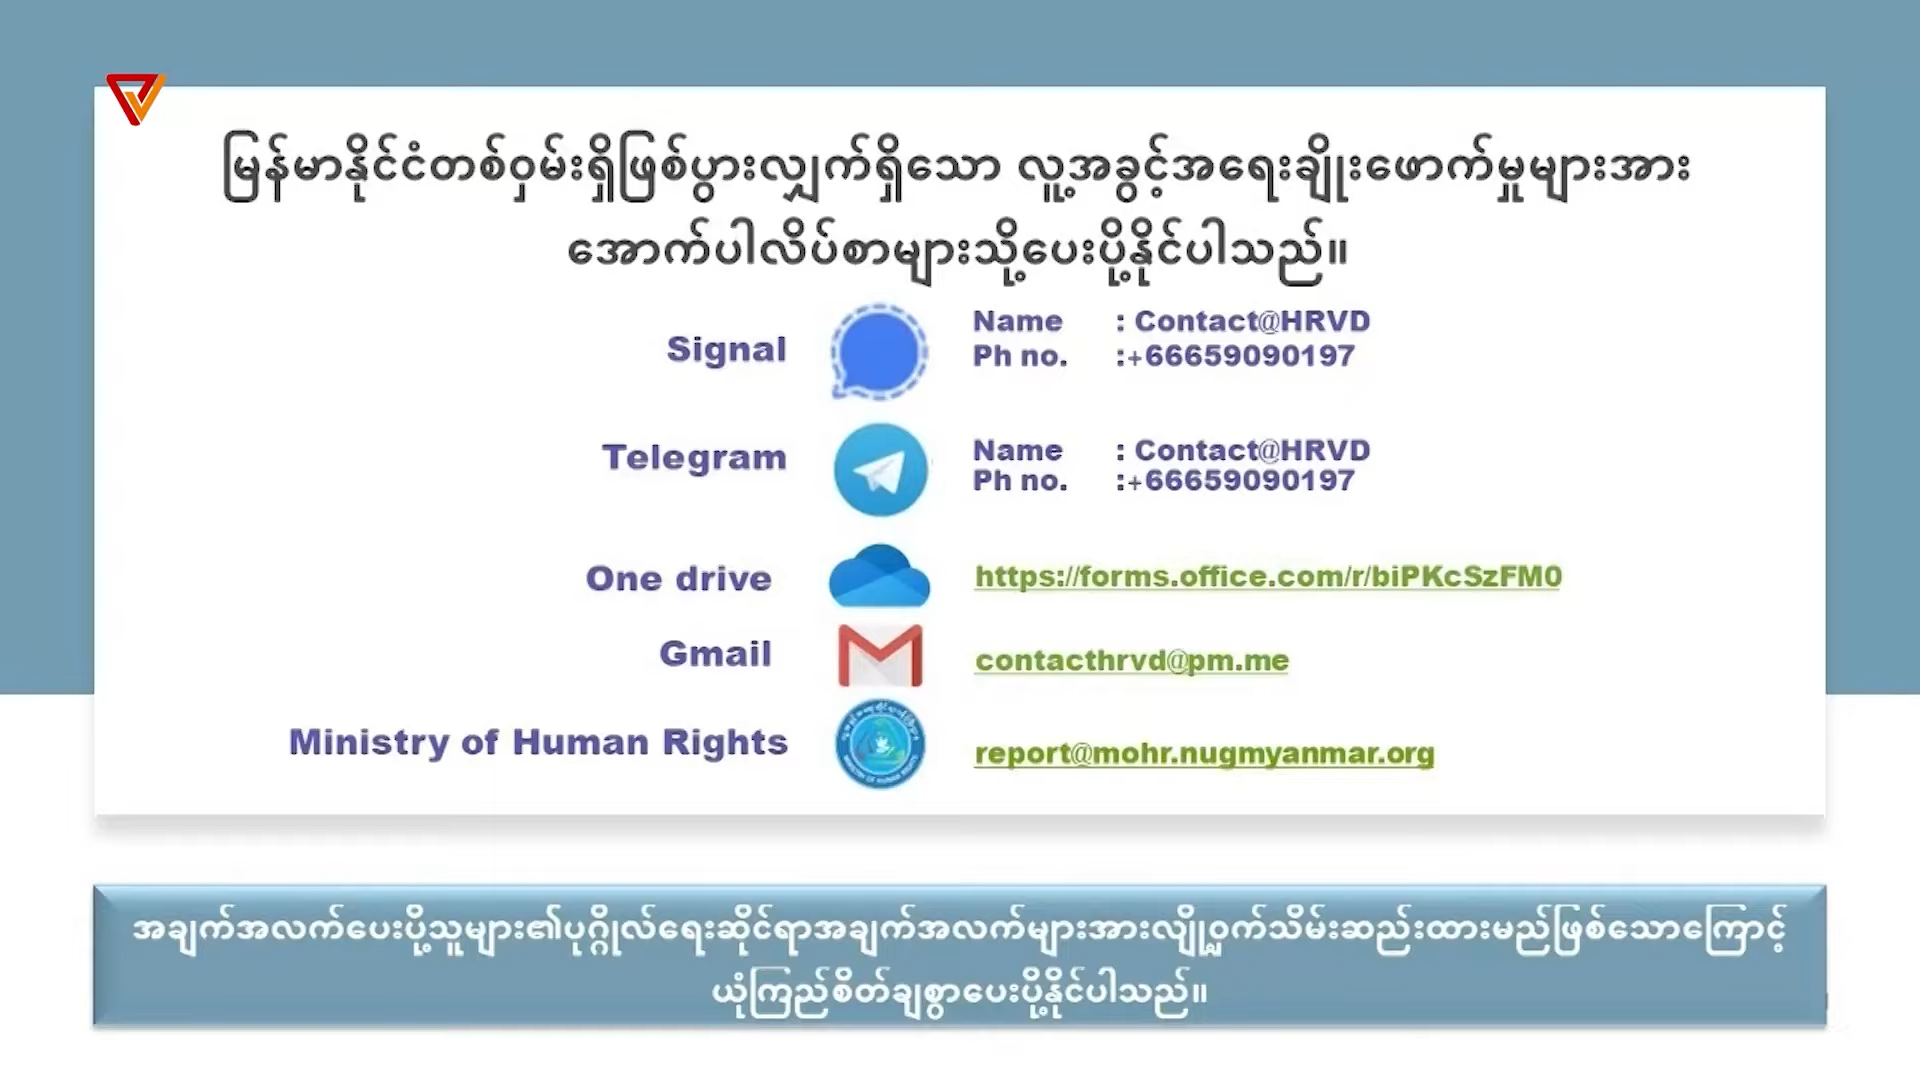 မြန်မာနိုင်ငံတစ်ဝှမ်းရှိဖြစ်ပွားလျှက်ရှိသော လူ့အခွင့်အရေးချိုးဖောက်မှုများအား
အောက်ပါလိပ်စာများသို့ပေးပို့နိုင်ပါသည်။
Signal
Name : Contact@HRVD
Ph no. :+66659090197
Telegram
Name : Contact@HRVD
Ph no. :+66659090197
One drive
https://forms.office.com/r/biPKcSzFM0
Gmail
contacthrvd@pm.me
Ministry of Human Rights
report@mohr.nugmyanmar.org
အချက်အလက်ပေးပို့သူများ၏ပုဂ္ဂိုလ်ရေးဆိုင်ရာအချက်အလက်များအားလျှို့ဝှက်သိမ်းဆည်းထားမည်ဖြစ်သောကြောင့်
ယုံကြည်စိတ်ချစွာပေးပို့နိုင်ပါသည်။